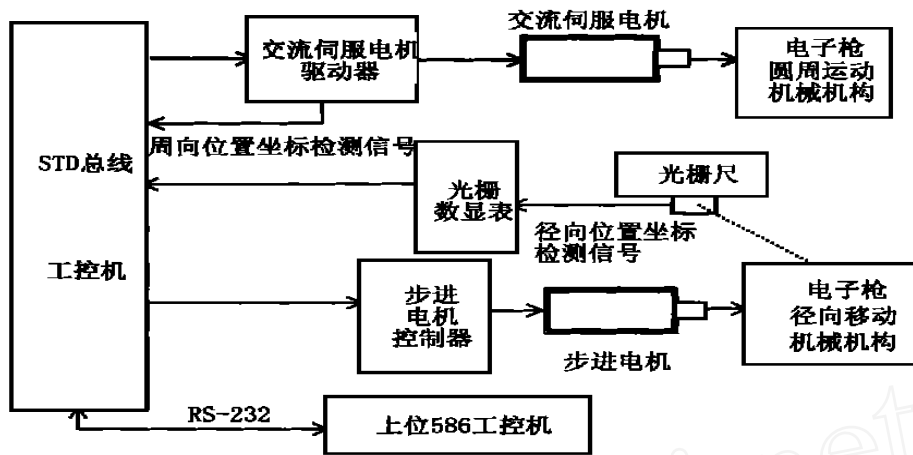 交流伺服电机
交流伺服电机
驱动器
电子枪
圆周运动
机械机构
周向位置坐标检测信号
STD总线
工控机
光栅
数显表
光栅尺
径向位置坐标
检测信号
步进
电机
控制器
步进电机
电子枪
径向移动
机械机构
RS-232
上位586工控机